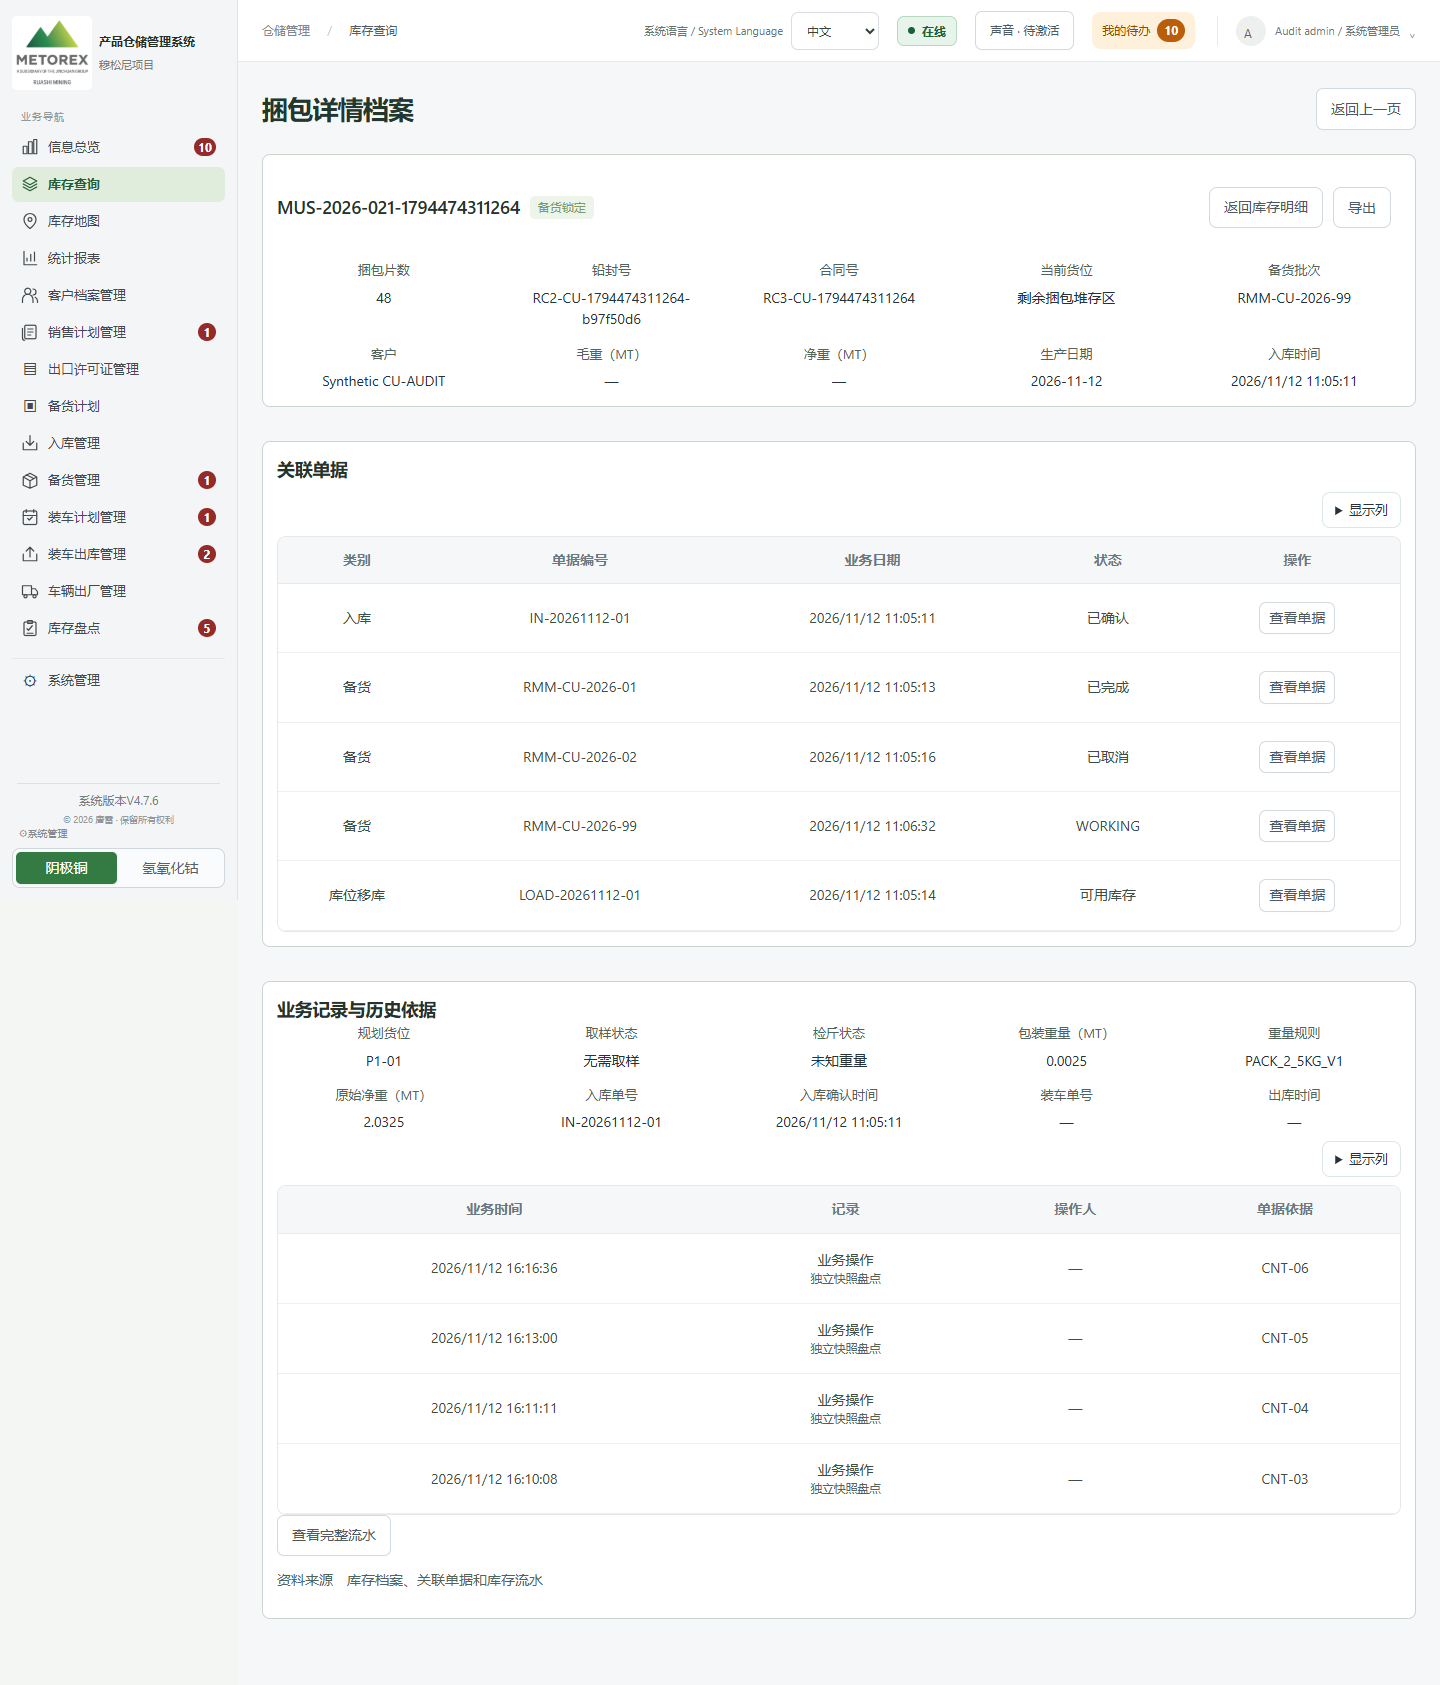 METOREX
A SUBSIDIARY OF THE JINCHUAN GROUP
RUASHI MINING
产品仓储管理系统
穆松尼项目
业务导航
信息总览 10
库存查询
库存地图
统计报表
客户档案管理
销售计划管理 1
出口许可证管理
备货计划
入库管理
备货管理 1
装车计划管理 1
装车出库管理 2
车辆出厂管理
库存盘点 5
系统管理
系统版本V4.7.6
© 2026 唐雷 · 保留所有权利
系统管理
阴极铜 氢氧化钴
仓储管理 / 库存查询
系统语言 / System Language 中文 在线 声音 · 待激活 我的待办 10 A Audit admin / 系统管理员
捆包详情档案
返回上一页
MUS-2026-021-1794474311264 备货锁定
返回库存明细 导出
捆包片数 铅封号 合同号 当前货位 备货批次
48 RC2-CU-1794474311264-b97f50d6 RC3-CU-1794474311264 剩余捆包堆存区 RMM-CU-2026-99
客户 毛重（MT） 净重（MT） 生产日期 入库时间
Synthetic CU-AUDIT — — 2026-11-12 2026/11/12 11:05:11
关联单据
▶ 显示列
类别 单据编号 业务日期 状态 操作
入库 IN-20261112-01 2026/11/12 11:05:11 已确认 查看单据
备货 RMM-CU-2026-01 2026/11/12 11:05:13 已完成 查看单据
备货 RMM-CU-2026-02 2026/11/12 11:05:16 已取消 查看单据
备货 RMM-CU-2026-99 2026/11/12 11:06:32 WORKING 查看单据
库位移库 LOAD-20261112-01 2026/11/12 11:05:14 可用库存 查看单据
业务记录与历史依据
规划货位 取样状态 检斤状态 包装重量（MT） 重量规则
P1-01 无需取样 未知重量 0.0025 PACK_2_5KG_V1
原始净重（MT） 入库单号 入库确认时间 装车单号 出库时间
2.0325 IN-20261112-01 2026/11/12 11:05:11 — —
▶ 显示列
业务时间 记录 操作人 单据依据
2026/11/12 16:16:36 业务操作 — CNT-06
独立快照盘点
2026/11/12 16:13:00 业务操作 — CNT-05
独立快照盘点
2026/11/12 16:11:11 业务操作 — CNT-04
独立快照盘点
2026/11/12 16:10:08 业务操作 — CNT-03
独立快照盘点
查看完整流水
资料来源 库存档案、关联单据和库存流水